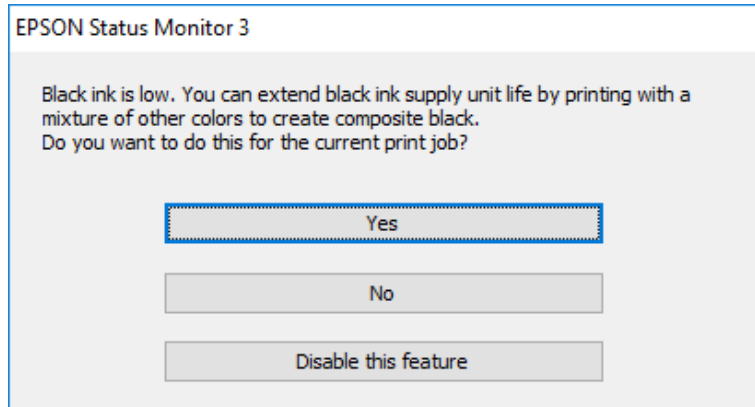 EPSON Status Monitor 3
Black ink is low. You can extend black ink supply unit life by printing with a
mixture of other colors to create composite black.
Do you want to do this for the current print job?
Yes
No
Disable this feature